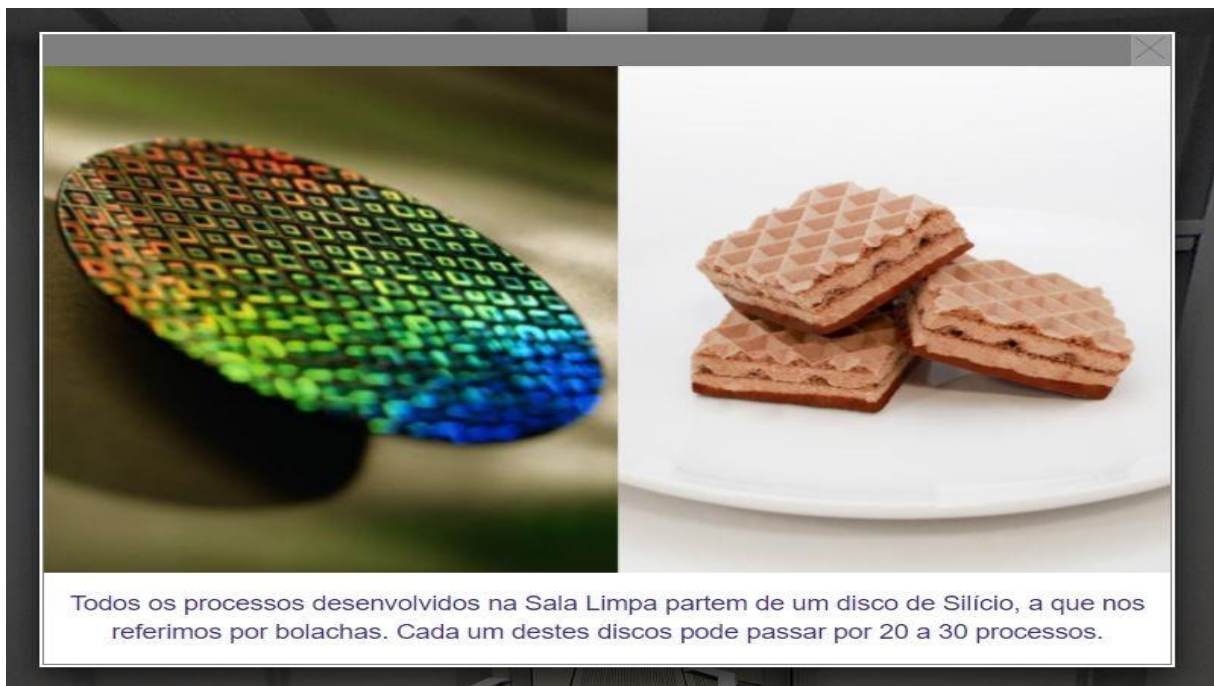 Todos os processos desenvolvidos na Sala Limpa partem de um disco de Silício, a que nos
referimos por bolachas. Cada um destes discos pode passar por 20 a 30 processos.